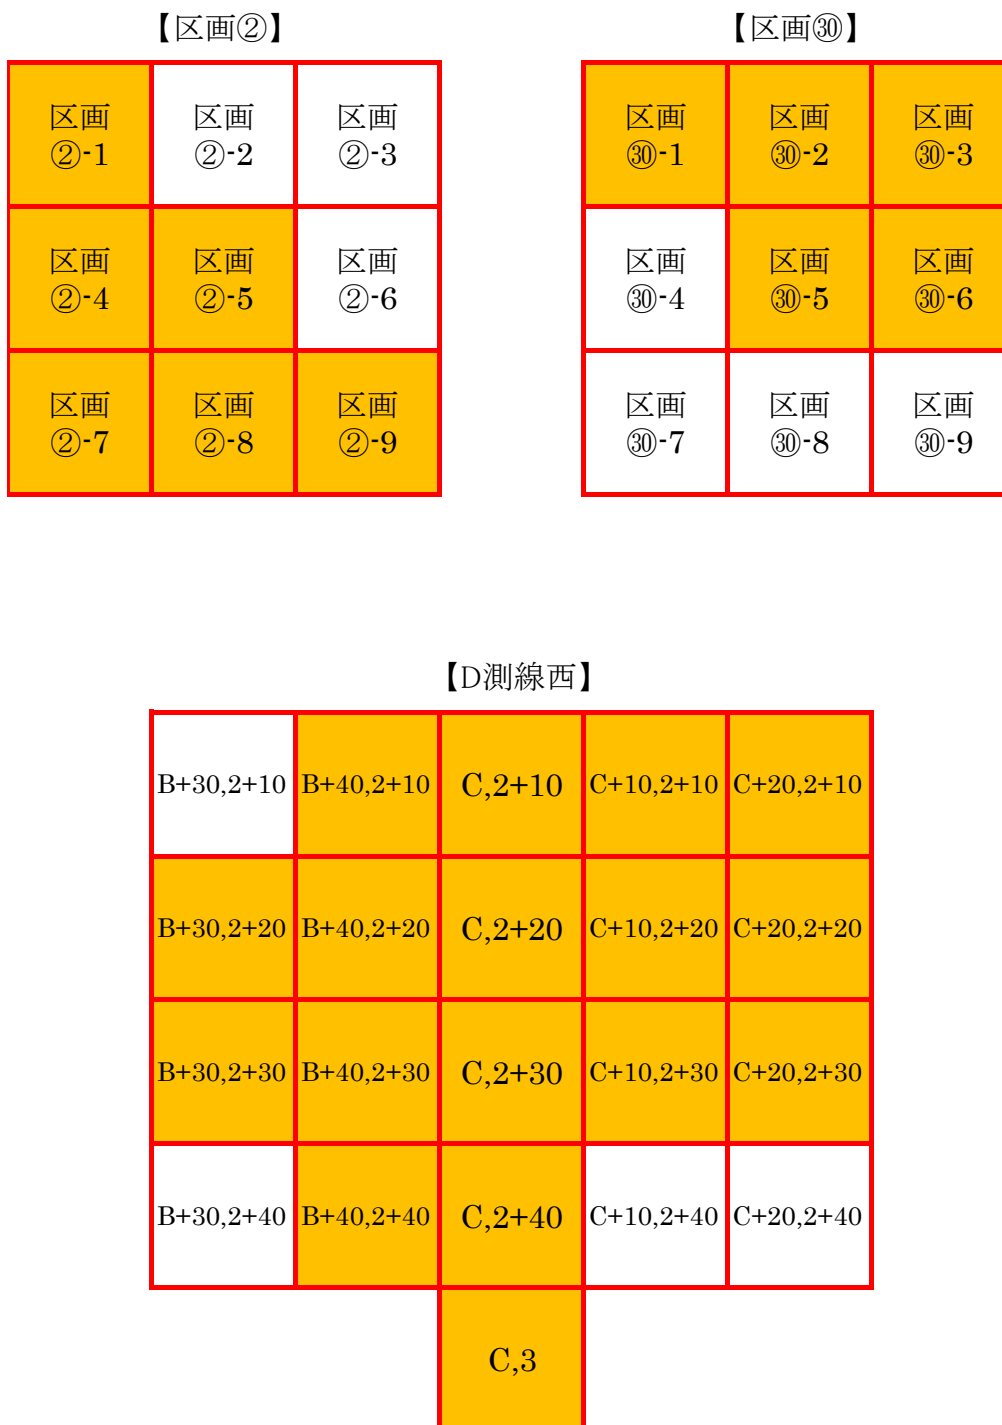 【区画②】
【区画㉚】
区画
②-1
区画
②-2
区画
②-3
区画
②-4
区画
②-5
区画
②-6
区画
②-7
区画
②-8
区画
②-9
区画
㉚-1
区画
㉚-2
区画
㉚-3
区画
㉚-4
区画
㉚-5
区画
㉚-6
区画
㉚-7
区画
㉚-8
区画
㉚-9
【D測線西】
B+30,2+10 B+40,2+10 C,2+10 C+10,2+10 C+20,2+10
B+30,2+20 B+40,2+20 C,2+20 C+10,2+20 C+20,2+20
B+30,2+30 B+40,2+30 C,2+30 C+10,2+30 C+20,2+30
B+30,2+40 B+40,2+40 C,2+40 C+10,2+40 C+20,2+40
C,3